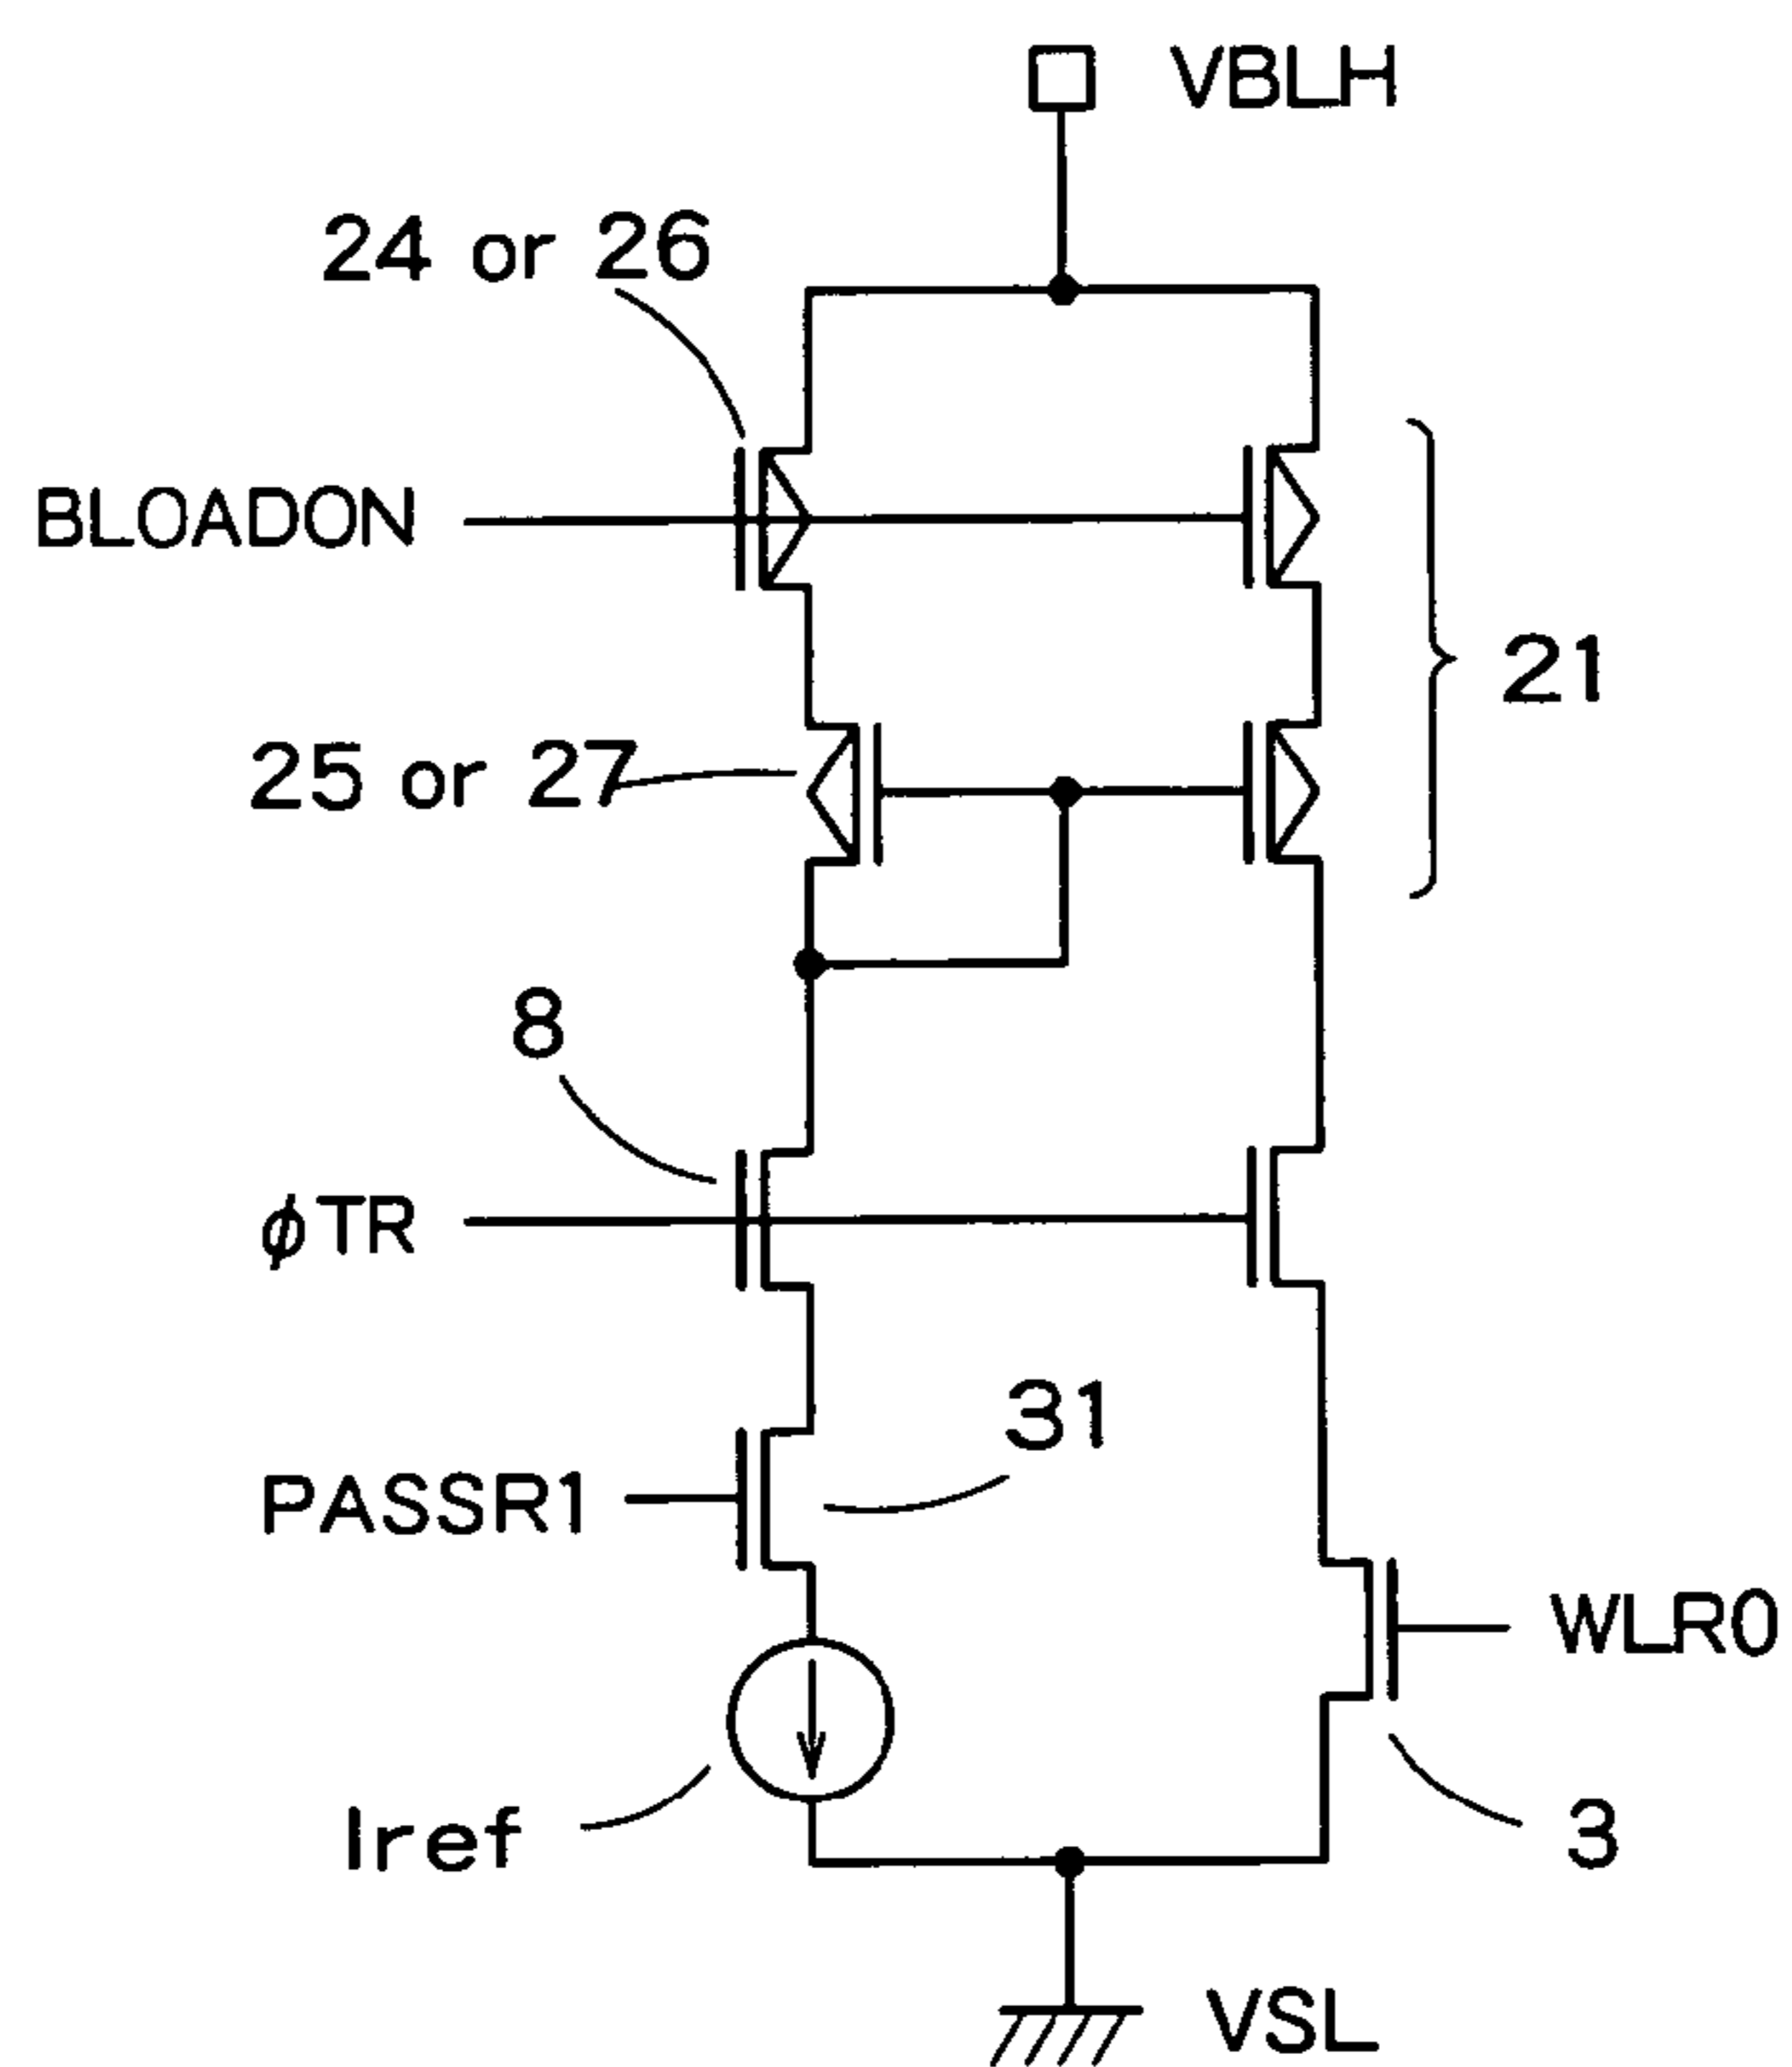 VBLH
24 or 26
BLOADON
21
25 or 27
8
ϕTR
31
PASSR1
WLR0
Iref
3
VSL